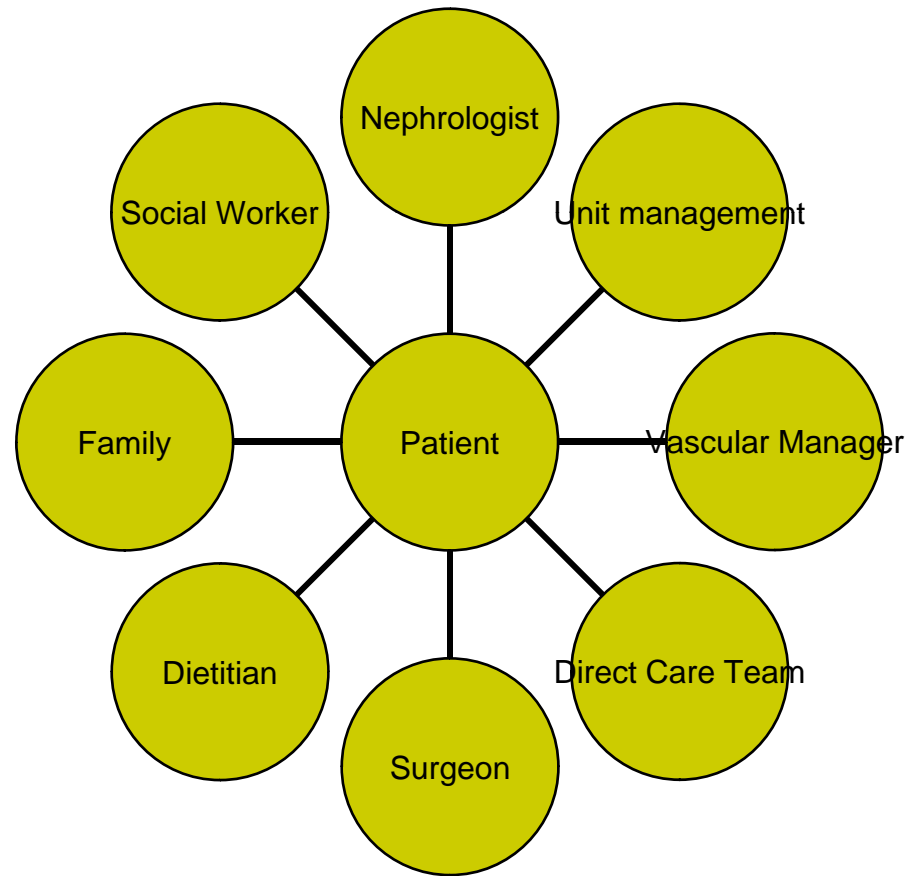 Nephrologist
Social Worker
Unit management
Family
Patient
Vascular Manager
Dietitian
Direct Care Team
Surgeon